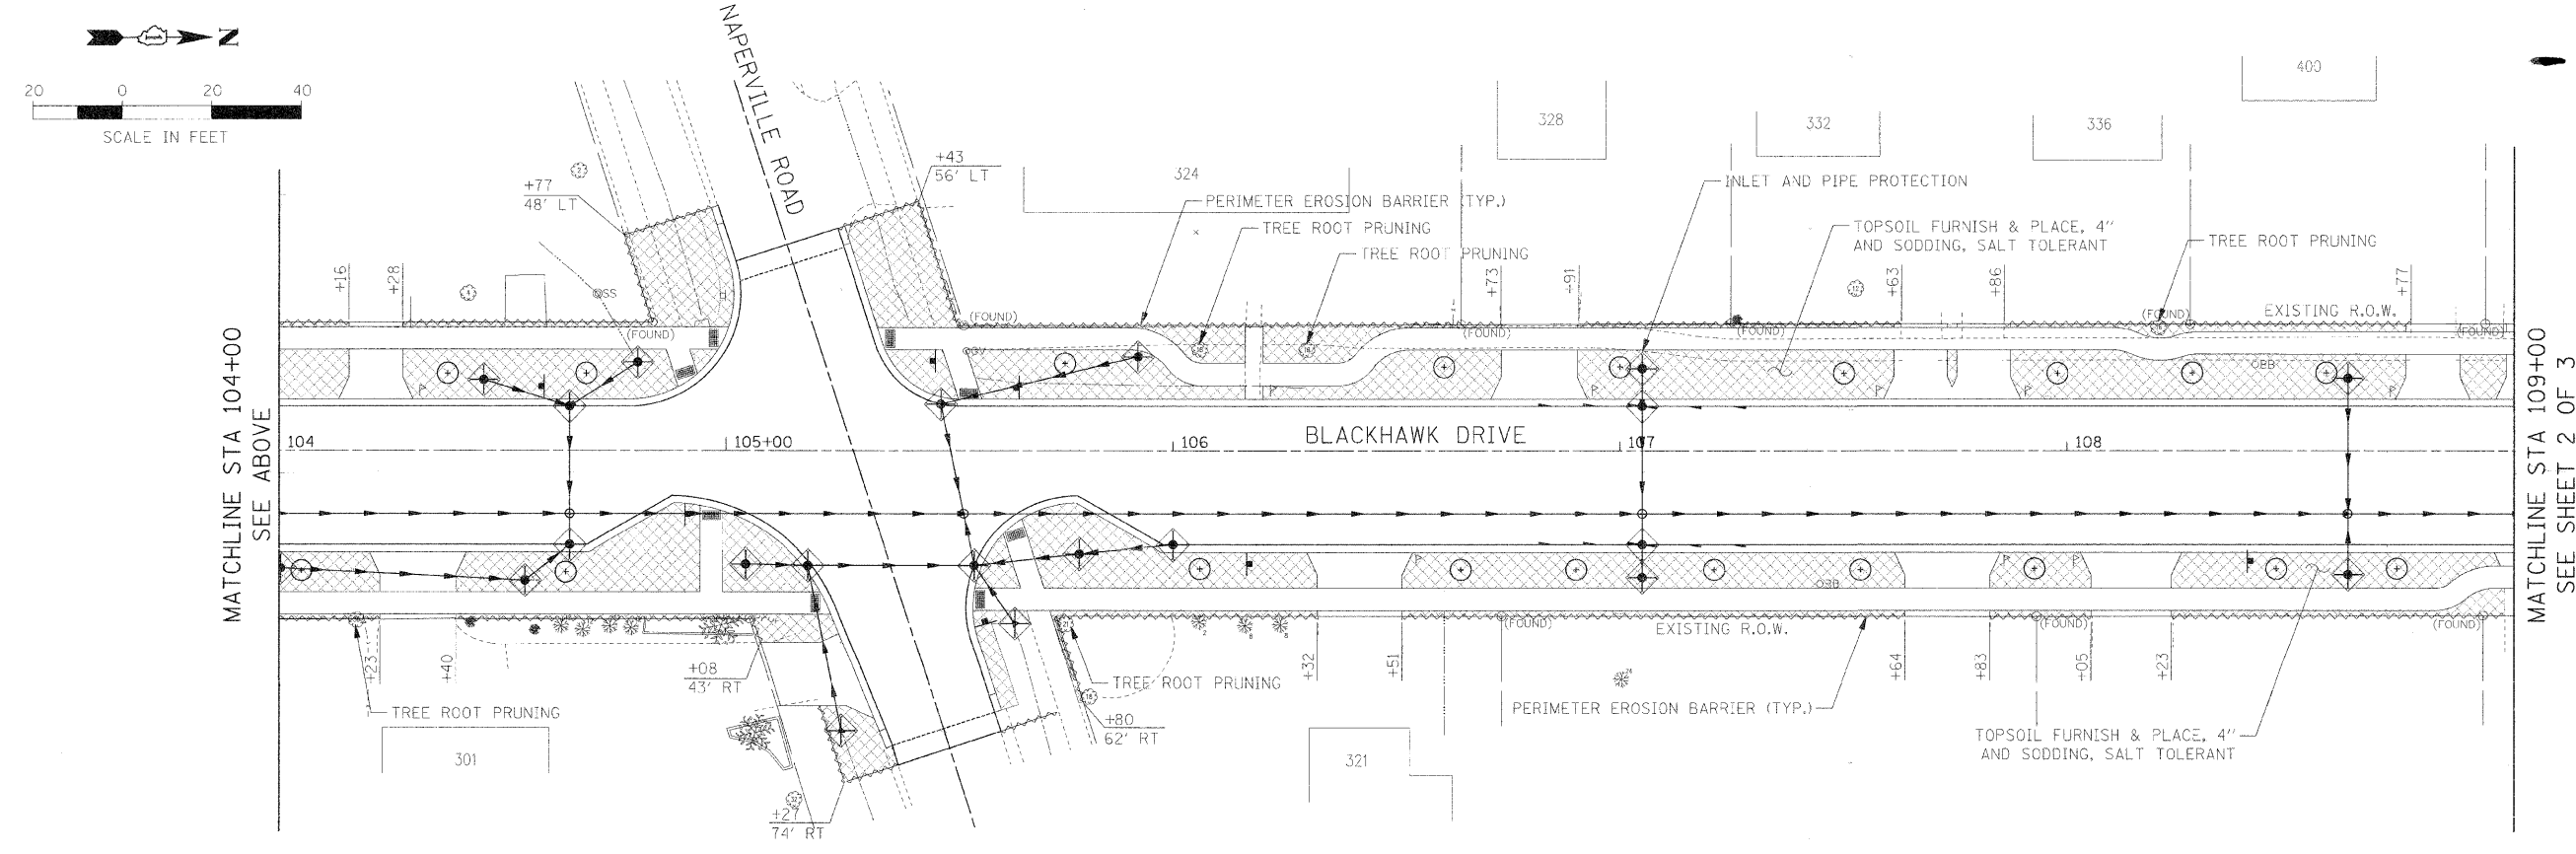 N
20 0 20 40
SCALE IN FEET
NAPERVILLE ROAD
400
328
332
336
324
+77
48' LT
+43
56' LT
PERIMETER EROSION BARRIER (TYP.)
TREE ROOT PRUNING
TREE ROOT PRUNING
INLET AND PIPE PROTECTION
TOPSOIL FURNISH & PLACE, 4"
AND SODDING, SALT TOLERANT
TREE ROOT PRUNING
+16
+28
+73
+91
+63
+86
+77
(FOUND)
(FOUND)
(FOUND)
(FOUND)
(FOUND)
EXISTING R.O.W.
(FOUND)
MATCHLINE STA 104+00
SEE ABOVE
104
105+00
106
BLACKHAWK DRIVE
107
108
MATCHLINE STA 109+00
SEE SHEET 2 OF 3
+23
+40
+08
43' RT
TREE ROOT PRUNING
301
+27
74' RT
TREE ROOT PRUNING
+80
62' RT
+32
+51
(FOUND)
EXISTING R.O.W.
+64
+83
(FOUND)
+05
+23
(FOUND)
PERIMETER EROSION BARRIER (TYP.)
321
TOPSOIL FURNISH & PLACE, 4"
AND SODDING, SALT TOLERANT